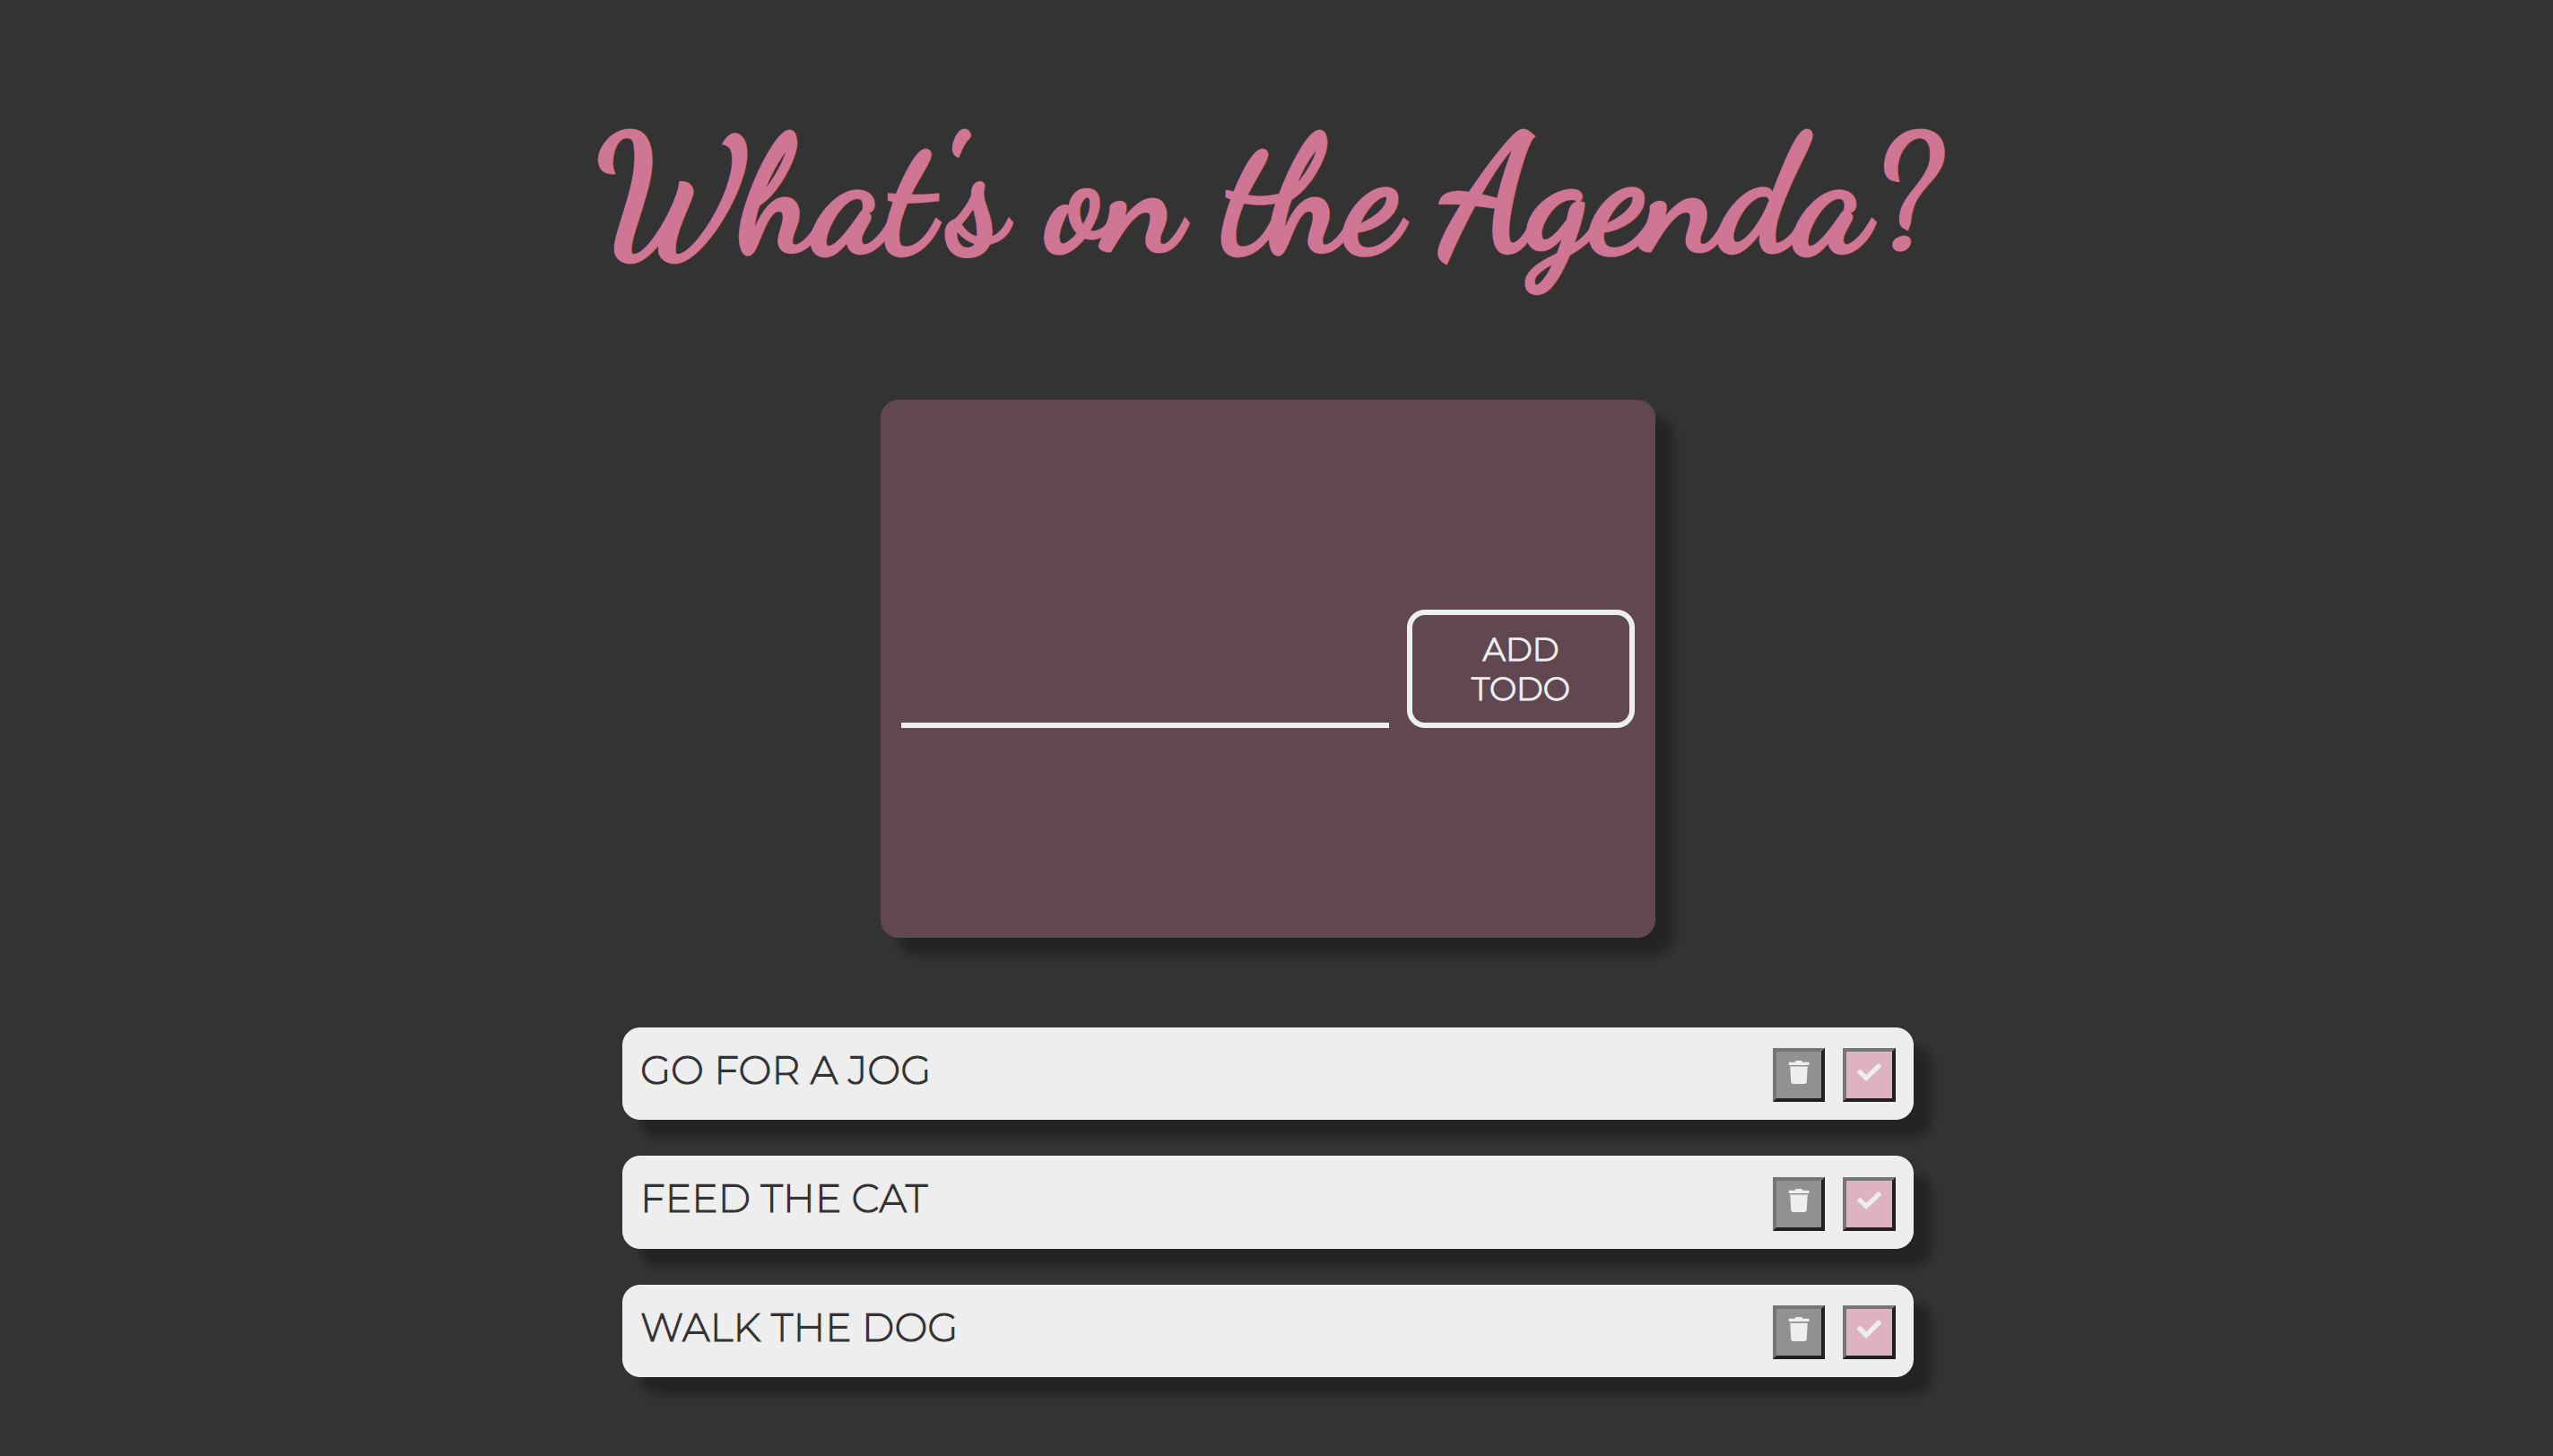 What's on the Agenda?
ADD
TODO
GO FOR A JOG
FEED THE CAT
WALK THE DOG